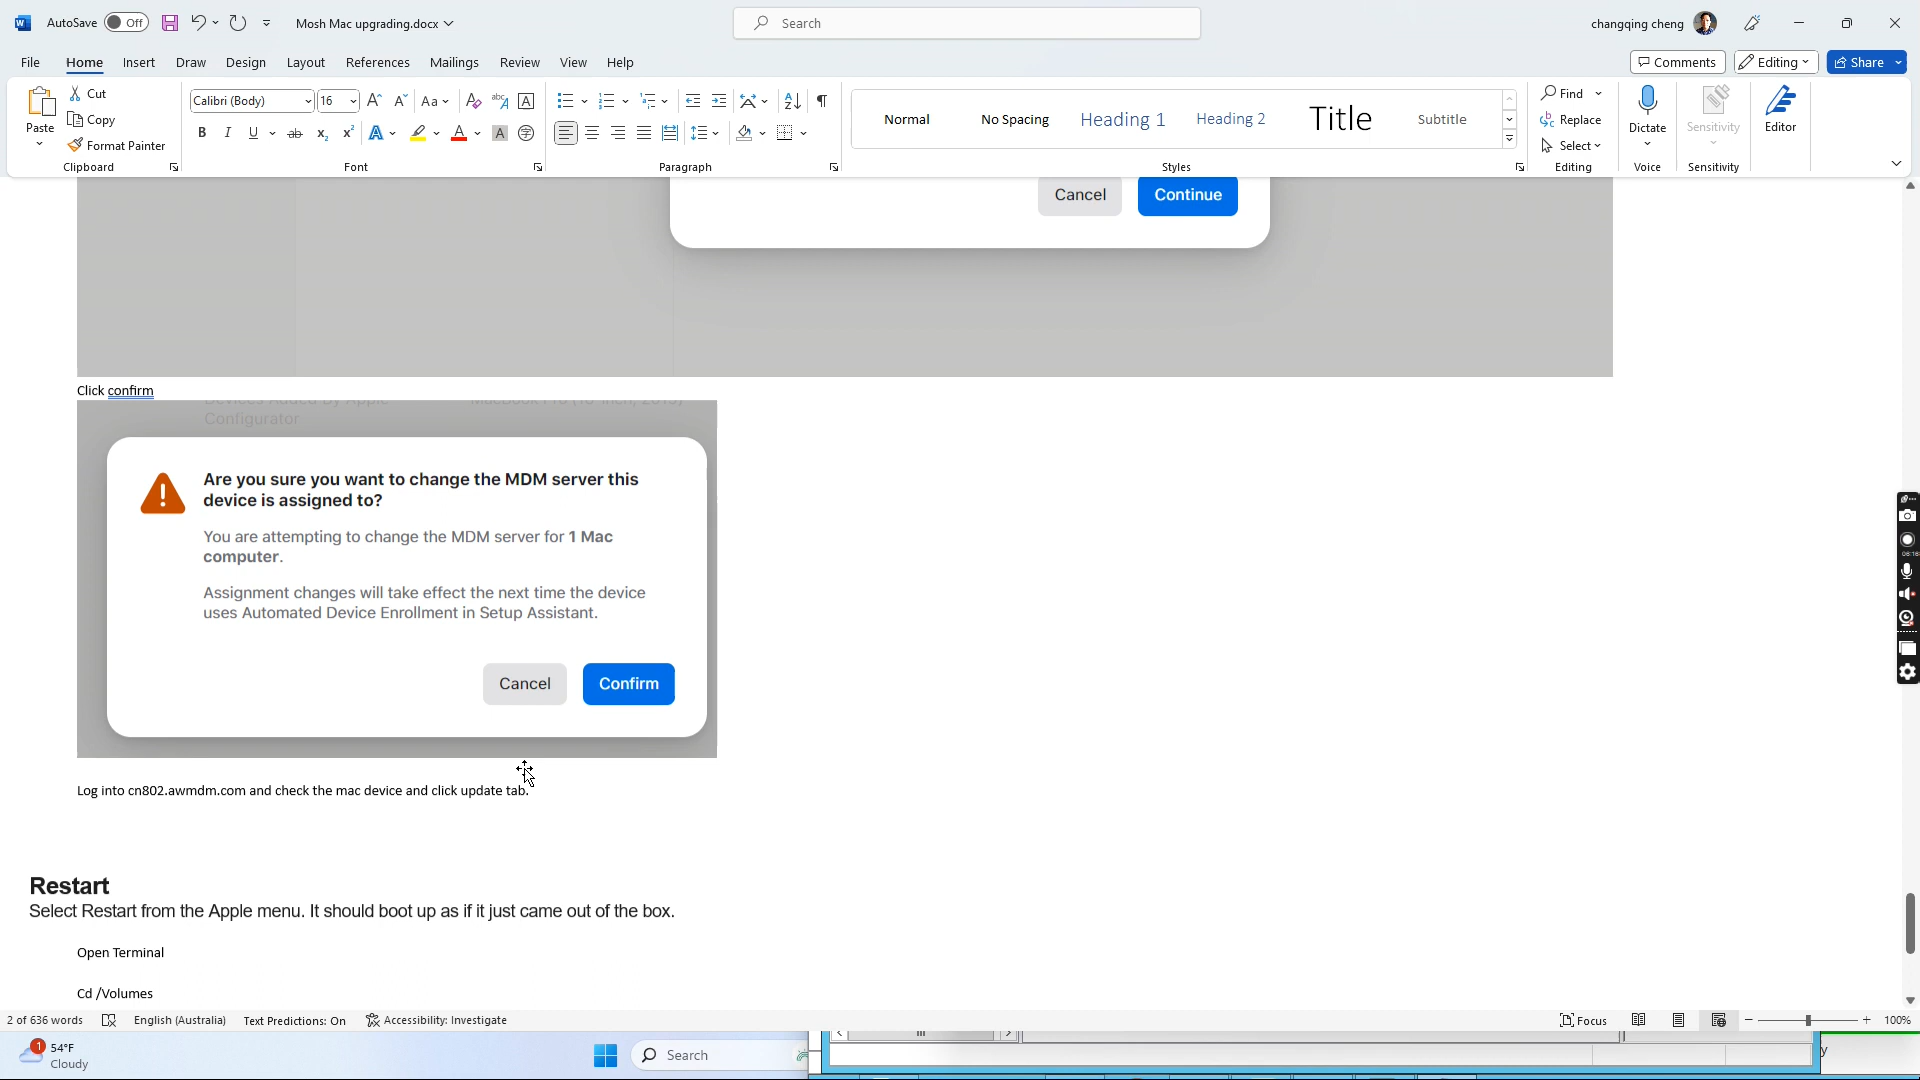 AutoSave Off Mosh Mac upgrading.docx Search changqing cheng
File Home Insert Draw Design Layout References Mailings Review View Help Comments Editing Share
Paste Cut Copy Format Painter Clipboard
Calibri (Body) 16 Aa A
B I U ab x₂ x² A A A Font
Paragraph
Normal No Spacing Heading 1 Heading 2 Title Subtitle Styles
Find Replace Select Editing
Dictate Voice
Sensitivity Sensitivity
Editor
Cancel Continue
Click confirm
Configurator
Are you sure you want to change the MDM server this
device is assigned to?
You are attempting to change the MDM server for 1 Mac
computer.
Assignment changes will take effect the next time the device
uses Automated Device Enrollment in Setup Assistant.
Cancel Confirm
Log into cn802.awmdm.com and check the mac device and click update tab.
Restart
Select Restart from the Apple menu. It should boot up as if it just came out of the box.
Open Terminal
Cd /Volumes
2 of 636 words English (Australia) Text Predictions: On Accessibility: Investigate Focus 100%
1 54°F
Cloudy
Search